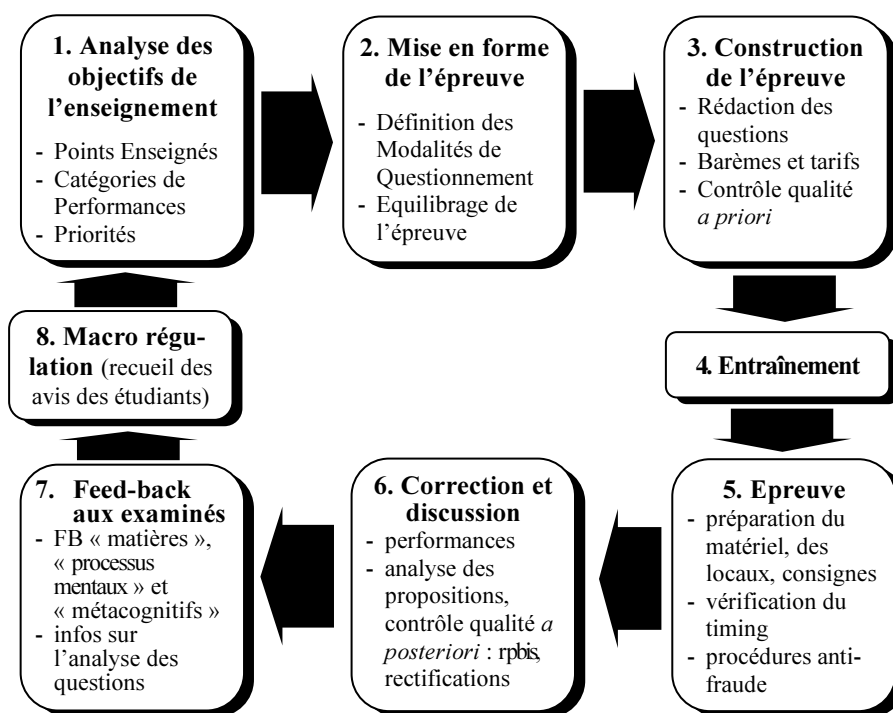 1. Analyse des
objectifs de
l’enseignement
- Points Enseignés
- Catégories de
Performances
- Priorités
2. Mise en forme
de l’épreuve
- Définition des
Modalités de
Questionnement
- Equilibrage de
l’épreuve
3. Construction
de l’épreuve
- Rédaction des
questions
- Barèmes et tarifs
- Contrôle qualité
a priori
4. Entraînement
5. Epreuve
- préparation du
matériel, des
locaux, consignes
- vérification du
timing
- procédures anti-
fraude
6. Correction et
discussion
- performances
- analyse des
propositions,
contrôle qualité a
posteriori : rpbis,
rectifications
7. Feed-back
aux examinés
- FB « matières »,
« processus
mentaux » et
« métacognitifs »
- infos sur
l’analyse des
questions
8. Macro régu-
lation (recueil des
avis des étudiants)